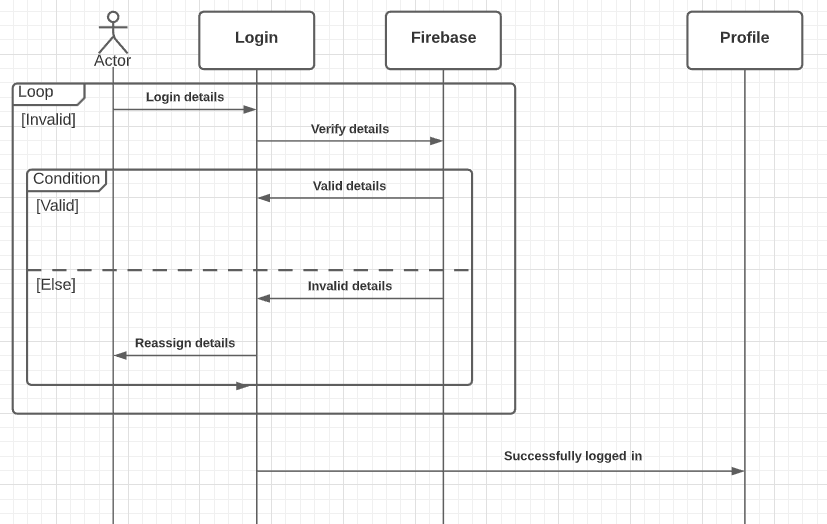 Actor
Login
Firebase
Profile
Loop
[Invalid]
Login details
Verify details
Condition
[Valid]
Valid details
[Else]
Invalid details
Reassign details
Successfully logged in